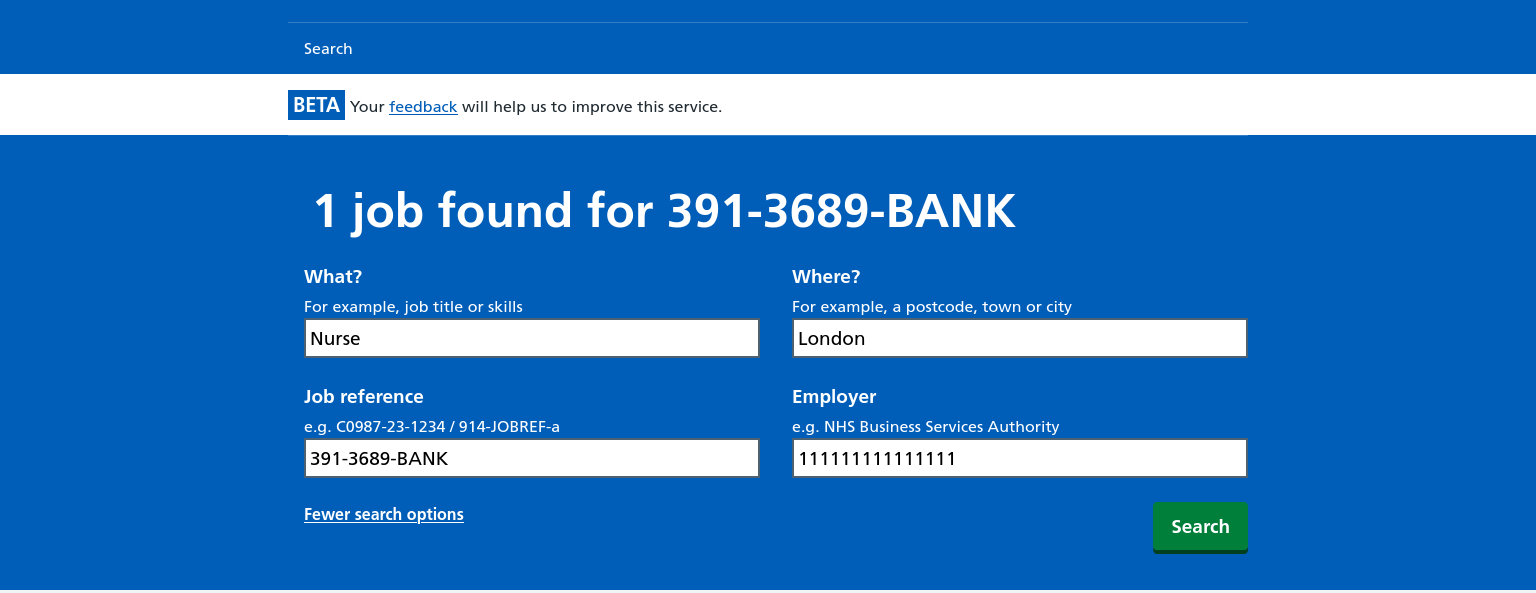 Search
BETA Your feedback will help us to improve this service.
1 job found for 391-3689-BANK
What?
For example, job title or skills
Nurse
Where?
For example, a postcode, town or city
London
Job reference
e.g. C0987-23-1234 / 914-JOBREF-a
391-3689-BANK
Employer
e.g. NHS Business Services Authority
111111111111111
Fewer search options
Search